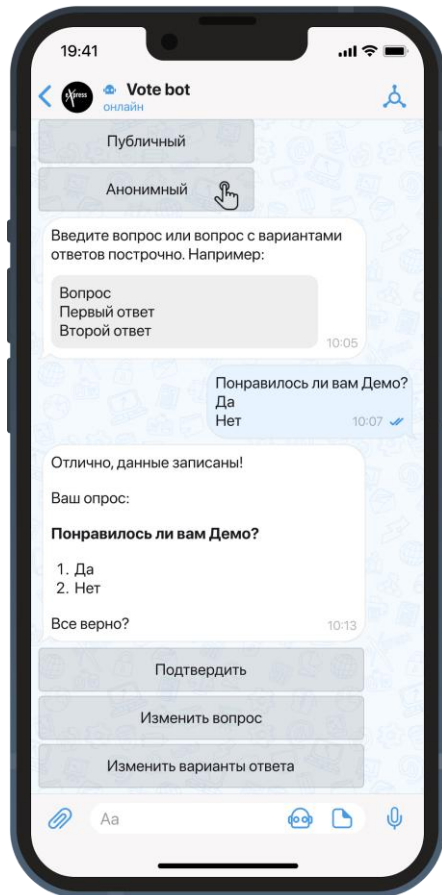 19:41
eXpress
Vote bot
онлайн
Публичный
Анонимный
Введите вопрос или вопрос с вариантами
ответов построчно. Например:
Вопрос
Первый ответ
Второй ответ
10:05
Понравилось ли вам Демо?
Да
Нет
10:07
Отлично, данные записаны!
Ваш опрос:
Понравилось ли вам Демо?
1. Да
2. Нет
Все верно?
10:13
Подтвердить
Изменить вопрос
Изменить варианты ответа
Aa